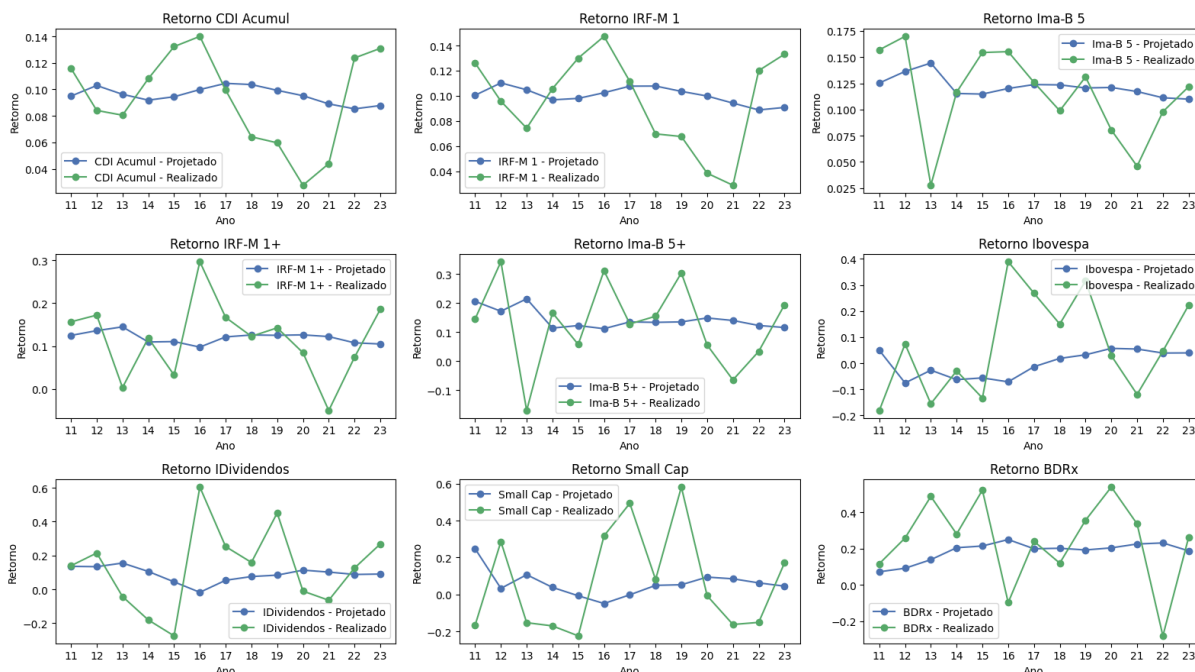 Retorno CDI Acumul
Retorno
0.14
0.12
0.10
0.08
0.06
0.04
CDI Acumul - Projetado
CDI Acumul - Realizado
11 12 13 14 15 16 17 18 19 20 21 22 23
Ano
Retorno IRF-M 1
Retorno
0.14
0.12
0.10
0.08
0.06
0.04
IRF-M 1 - Projetado
IRF-M 1 - Realizado
11 12 13 14 15 16 17 18 19 20 21 22 23
Ano
Retorno Ima-B 5
Retorno
0.175
0.150
0.125
0.100
0.075
0.050
0.025
Ima-B 5 - Projetado
Ima-B 5 - Realizado
11 12 13 14 15 16 17 18 19 20 21 22 23
Ano
Retorno IRF-M 1+
Retorno
0.3
0.2
0.1
0.0
IRF-M 1+ - Projetado
IRF-M 1+ - Realizado
11 12 13 14 15 16 17 18 19 20 21 22 23
Ano
Retorno Ima-B 5+
Retorno
0.3
0.2
0.1
0.0
−0.1
Ima-B 5+ - Projetado
Ima-B 5+ - Realizado
11 12 13 14 15 16 17 18 19 20 21 22 23
Ano
Retorno Ibovespa
Retorno
0.4
0.3
0.2
0.1
0.0
−0.1
−0.2
Ibovespa - Projetado
Ibovespa - Realizado
11 12 13 14 15 16 17 18 19 20 21 22 23
Ano
Retorno IDividendos
Retorno
0.6
0.4
0.2
0.0
−0.2
IDividendos - Projetado
IDividendos - Realizado
11 12 13 14 15 16 17 18 19 20 21 22 23
Ano
Retorno Small Cap
Retorno
0.6
0.4
0.2
0.0
−0.2
Small Cap - Projetado
Small Cap - Realizado
11 12 13 14 15 16 17 18 19 20 21 22 23
Ano
Retorno BDRx
Retorno
0.4
0.2
0.0
−0.2
BDRx - Projetado
BDRx - Realizado
11 12 13 14 15 16 17 18 19 20 21 22 23
Ano